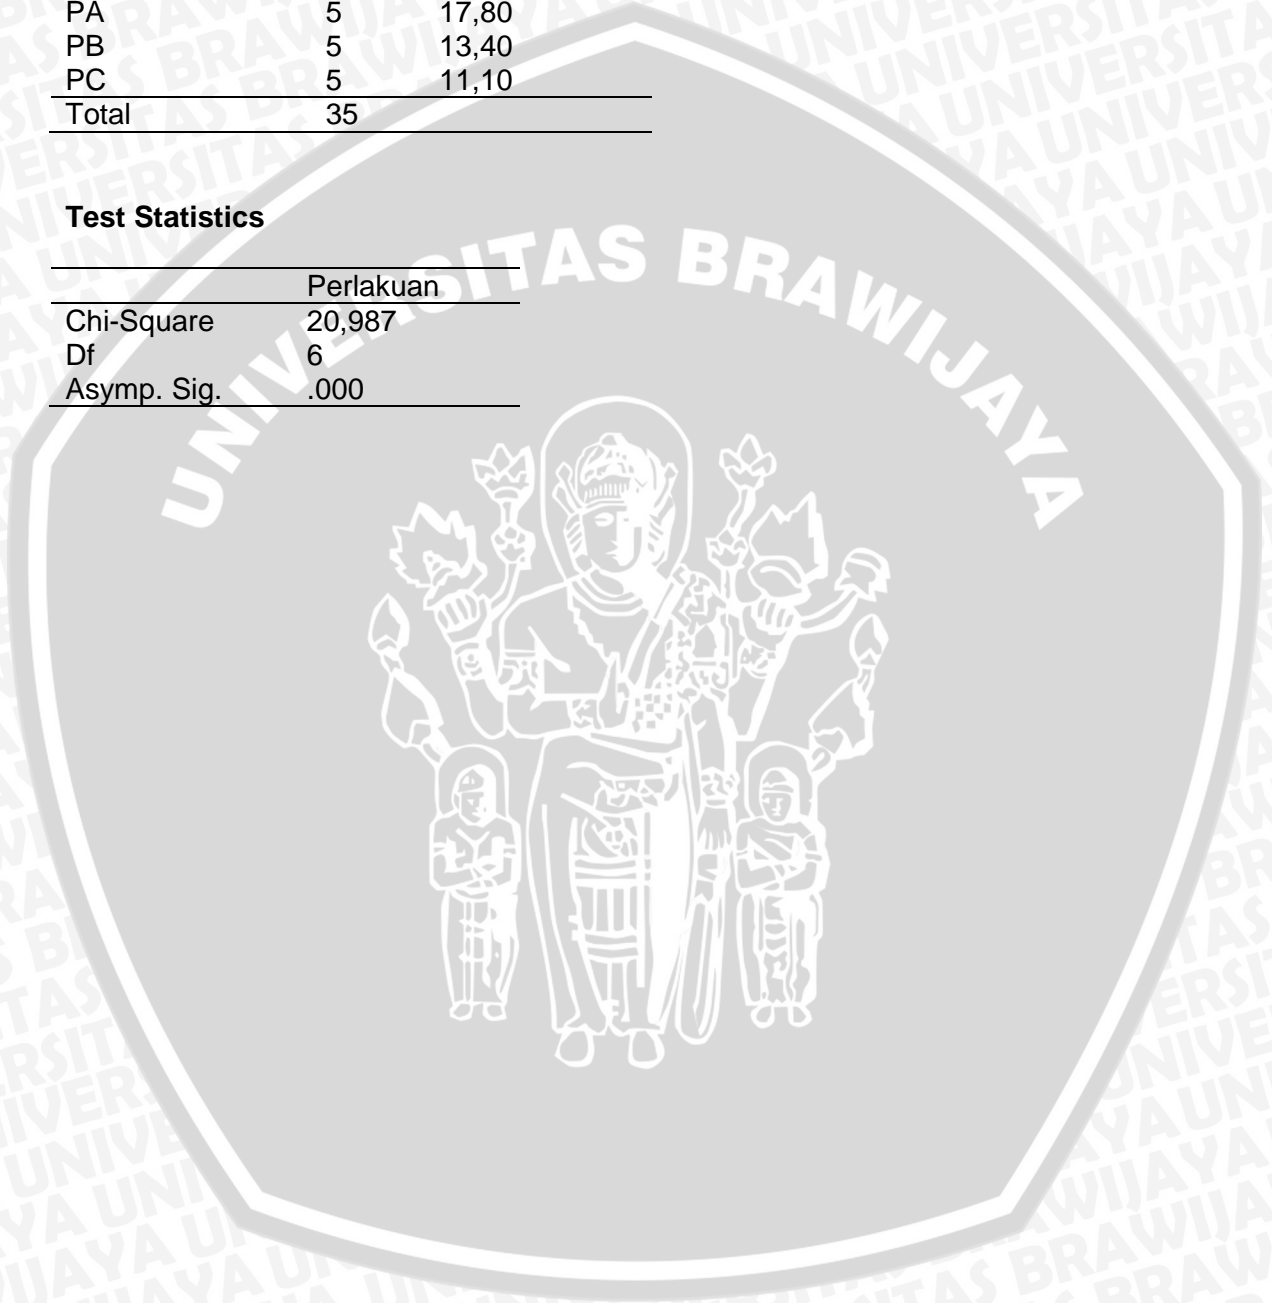 PA 5 17,80
PB 5 13,40
PC 5 11,10
Total 35
Test Statistics
Perlakuan
Chi-Square 20,987
Df 6
Asymp. Sig. .000
UNIVERSITAS BRAWIJAYA